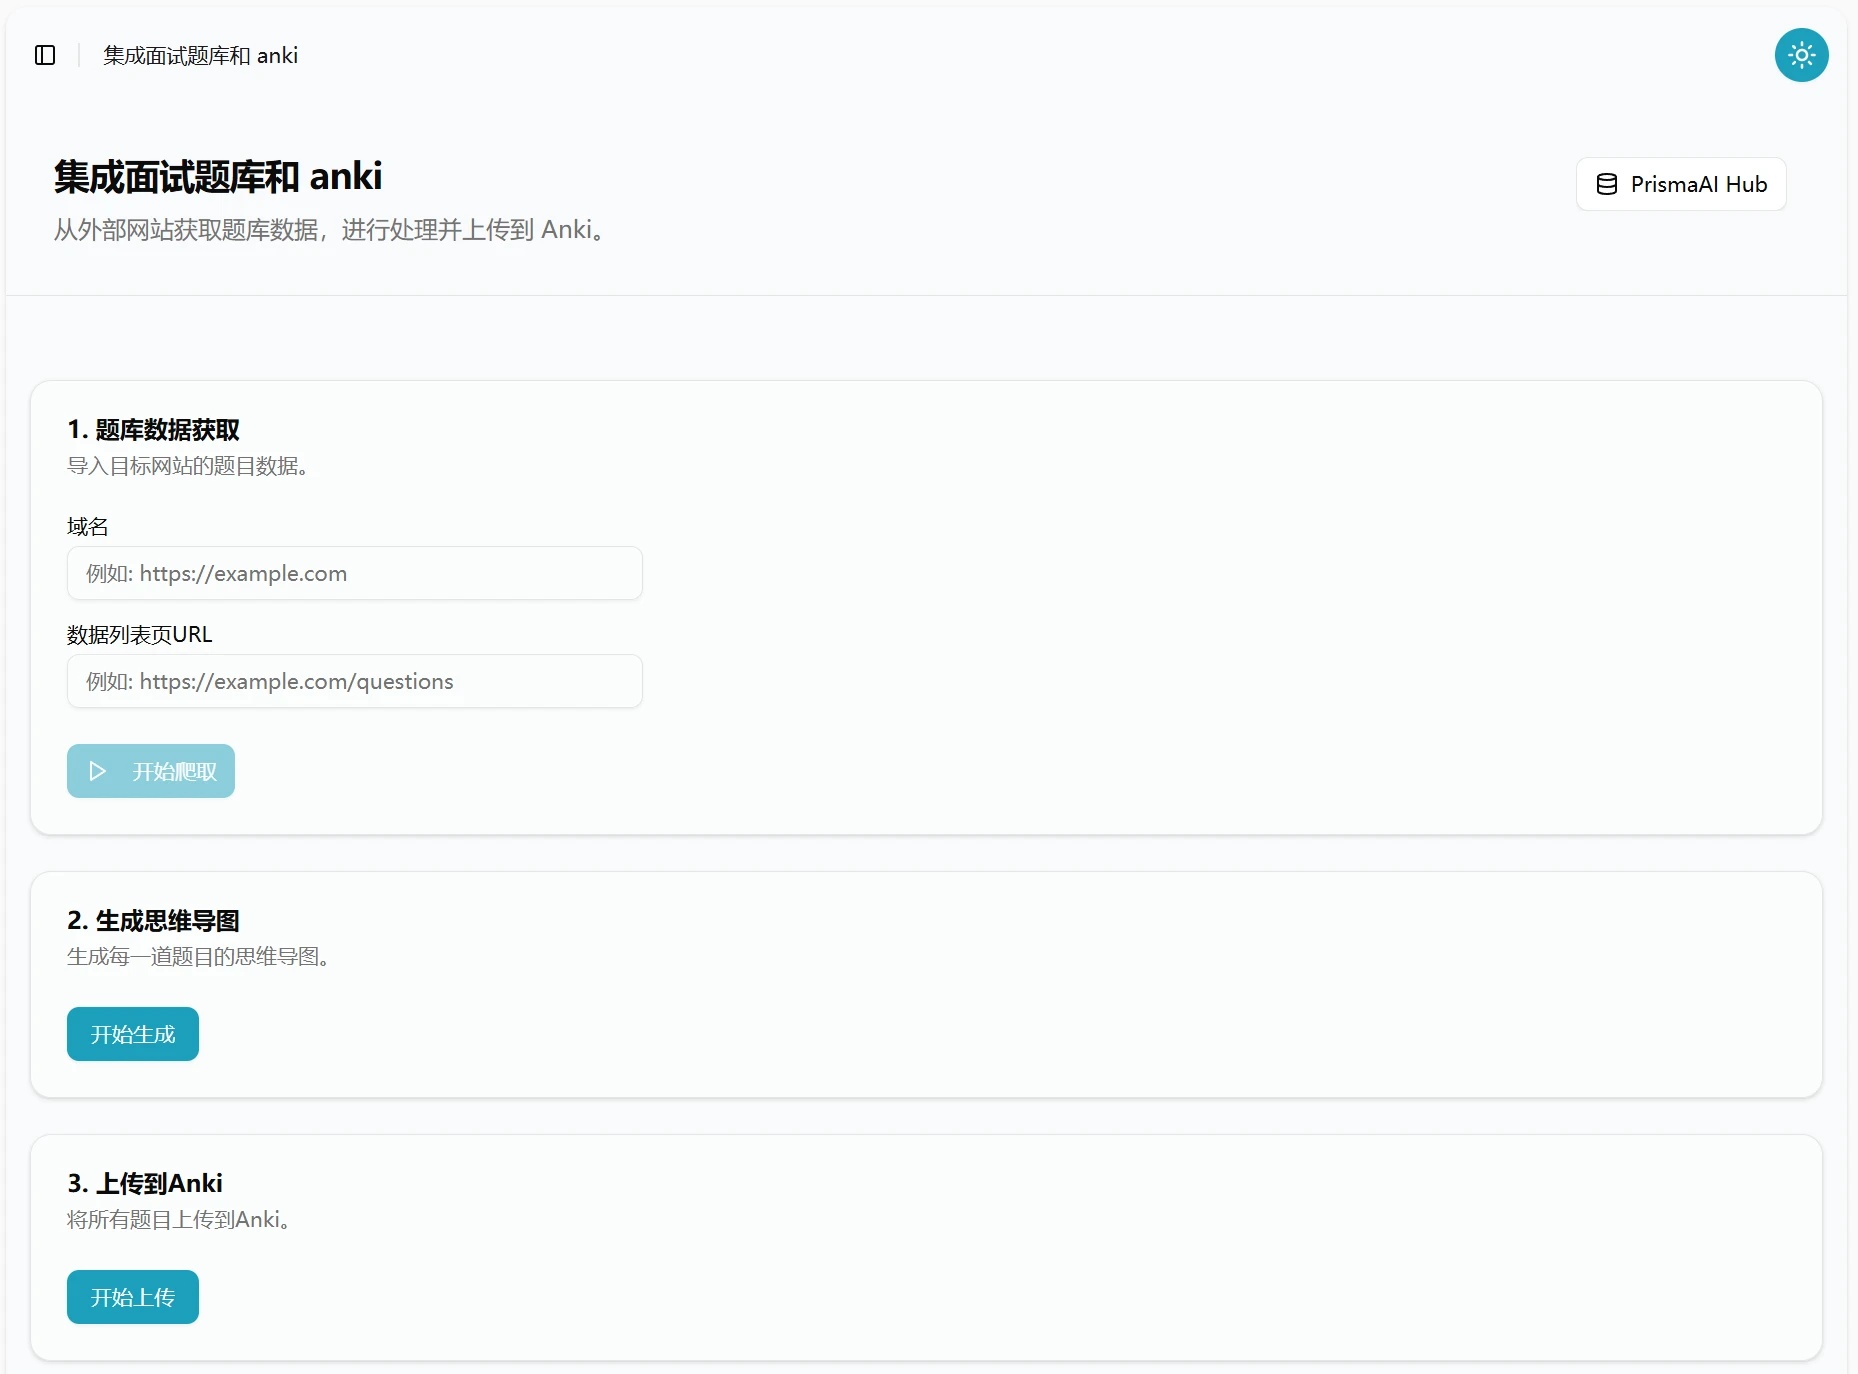 集成面试题库和 anki
集成面试题库和 anki
PrismaAI Hub
从外部网站获取题库数据，进行处理并上传到 Anki。
1. 题库数据获取
导入目标网站的题目数据。
域名
例如: https://example.com
数据列表页URL
例如: https://example.com/questions
开始爬取
2. 生成思维导图
生成每一道题目的思维导图。
开始生成
3. 上传到Anki
将所有题目上传到Anki。
开始上传